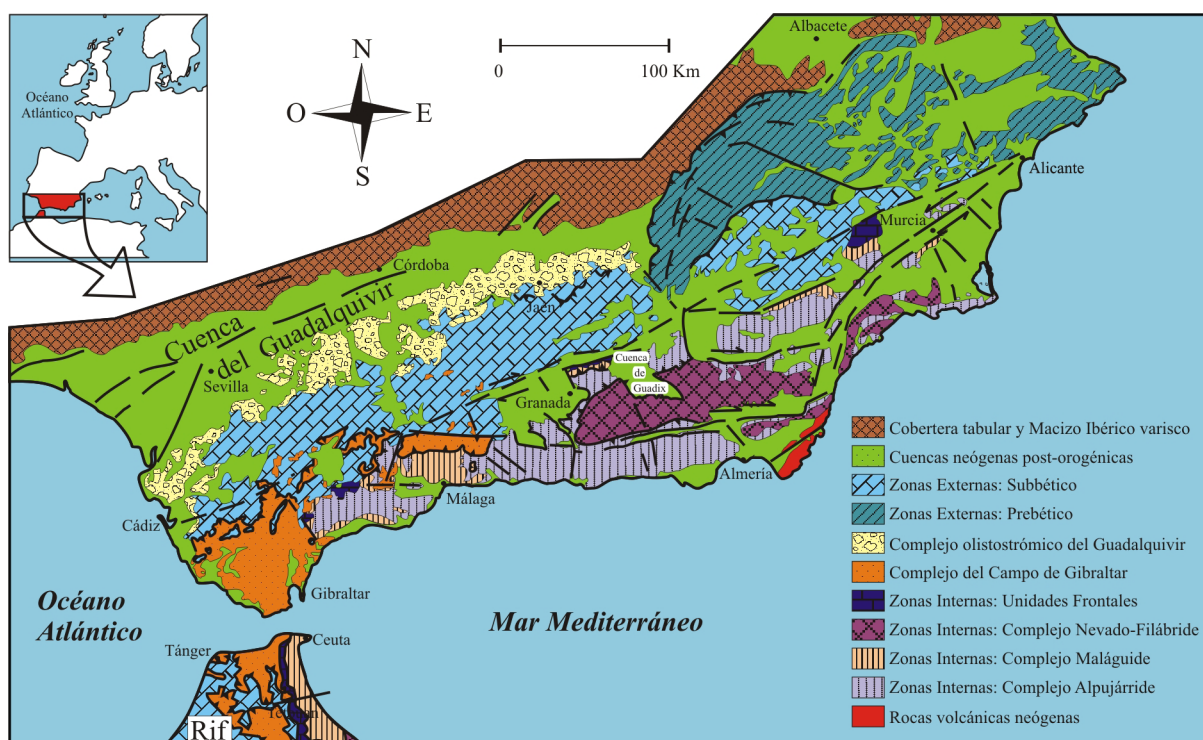 Océano
Atlántico
N
O
E
S
0
100 Km
Albacete
Alicante
Murcia
Córdoba
Jaén
Cuenca
del Guadalquivir
Sevilla
Cuenca
de
Guadix
Granada
Almería
Málaga
Cádiz
Gibraltar
Océano
Atlántico
Mar Mediterráneo
Tánger
Ceuta
Rif
Cobertera tabular y Macizo Ibérico varisco
Cuencas neógenas post-orogénicas
Zonas Externas: Subbético
Zonas Externas: Prebético
Complejo olistostrómico del Guadalquivir
Complejo del Campo de Gibraltar
Zonas Internas: Unidades Frontales
Zonas Internas: Complejo Nevado-Filábride
Zonas Internas: Complejo Maláguide
Zonas Internas: Complejo Alpujárride
Rocas volcánicas neógenas